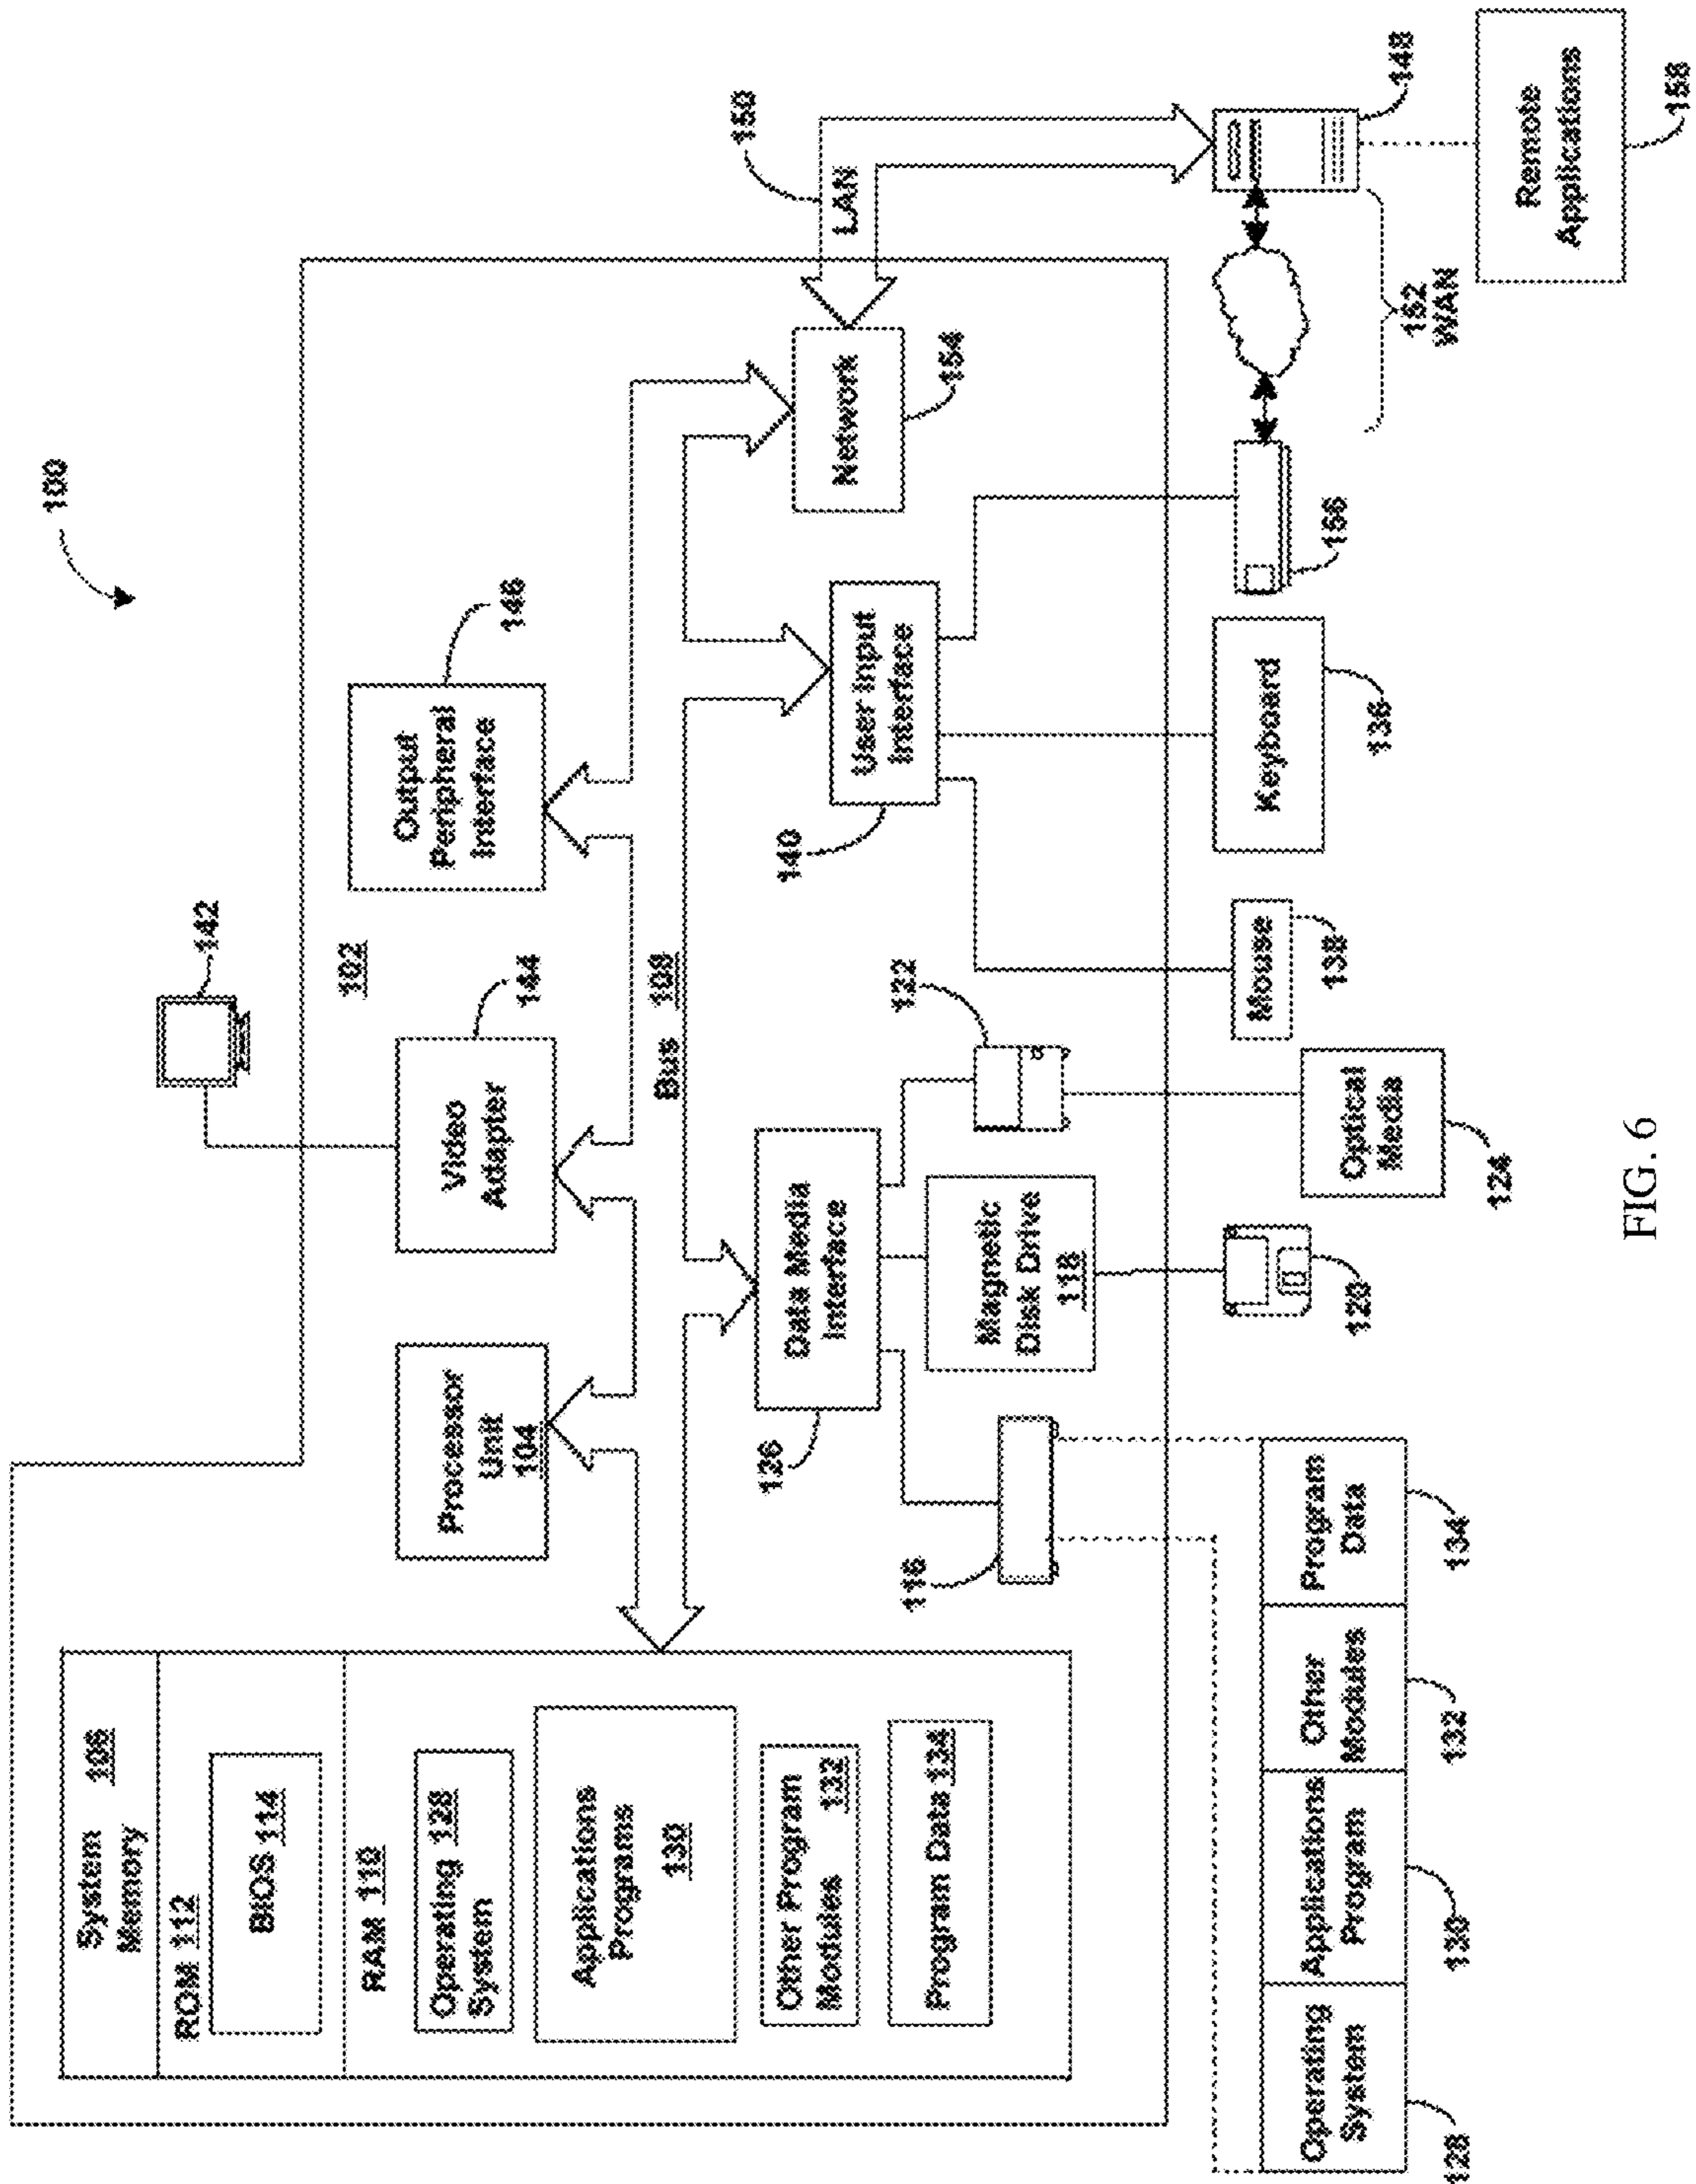 100
142
System 106
Memory
ROM 112
BIOS 114
RAM 110
Operating 128
System
Applications
Programs
130
Other Program
Modules 132
Program Data 134
Processor
Unit
104
Video
Adapter
144
102
Output
Peripheral
Interface
146
Bus 108
Data Media
Interface
126
User Input
Interface
140
Network
154
LAN
150
116
Magnetic
Disk Drive
118
122
Operating
System
128
Applications
Program
130
Other
Modules
132
Program
Data
134
120
Optical
Media
124
Mouse
138
Keyboard
136
156
152
WAN
148
Remote
Applications
158
FIG. 6